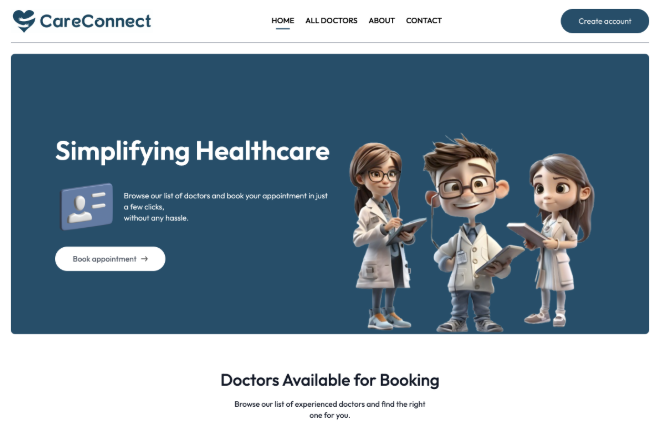 CareConnect
HOME ALL DOCTORS ABOUT CONTACT
Create account
Simplifying Healthcare
Browse our list of doctors and book your appointment in just
a few clicks,
without any hassle.
Book appointment →
Doctors Available for Booking
Browse our list of experienced doctors and find the right
one for you.